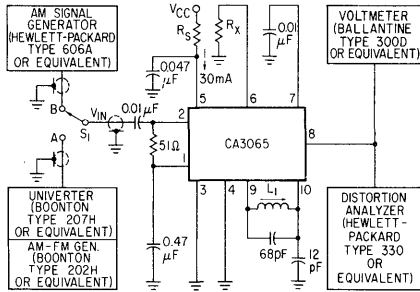 AM SIGNAL
GENERATOR
(HEWLETT-PACKARD
TYPE 606A
OR EQUIVALENT)
VCC
RS
RX
0.01
μF
VOLTMETER
(BALLANTINE
TYPE 300D
OR EQUIVALENT)
0.047
μF
30mA
B
VIN
0.01μF
S1
A
5
6
7
2
CA3065
8
51Ω
1
3
4
9
10
L1
UNIVERTER
(BOONTON
TYPE 207H
OR EQUIVALENT)
AM-FM GEN.
(BOONTON
TYPE 202H
OR EQUIVALENT)
0.47
μF
68pF
12
pF
DISTORTION
ANALYZER
(HEWLETT-
PACKARD
TYPE 330
OR
EQUIVALENT)